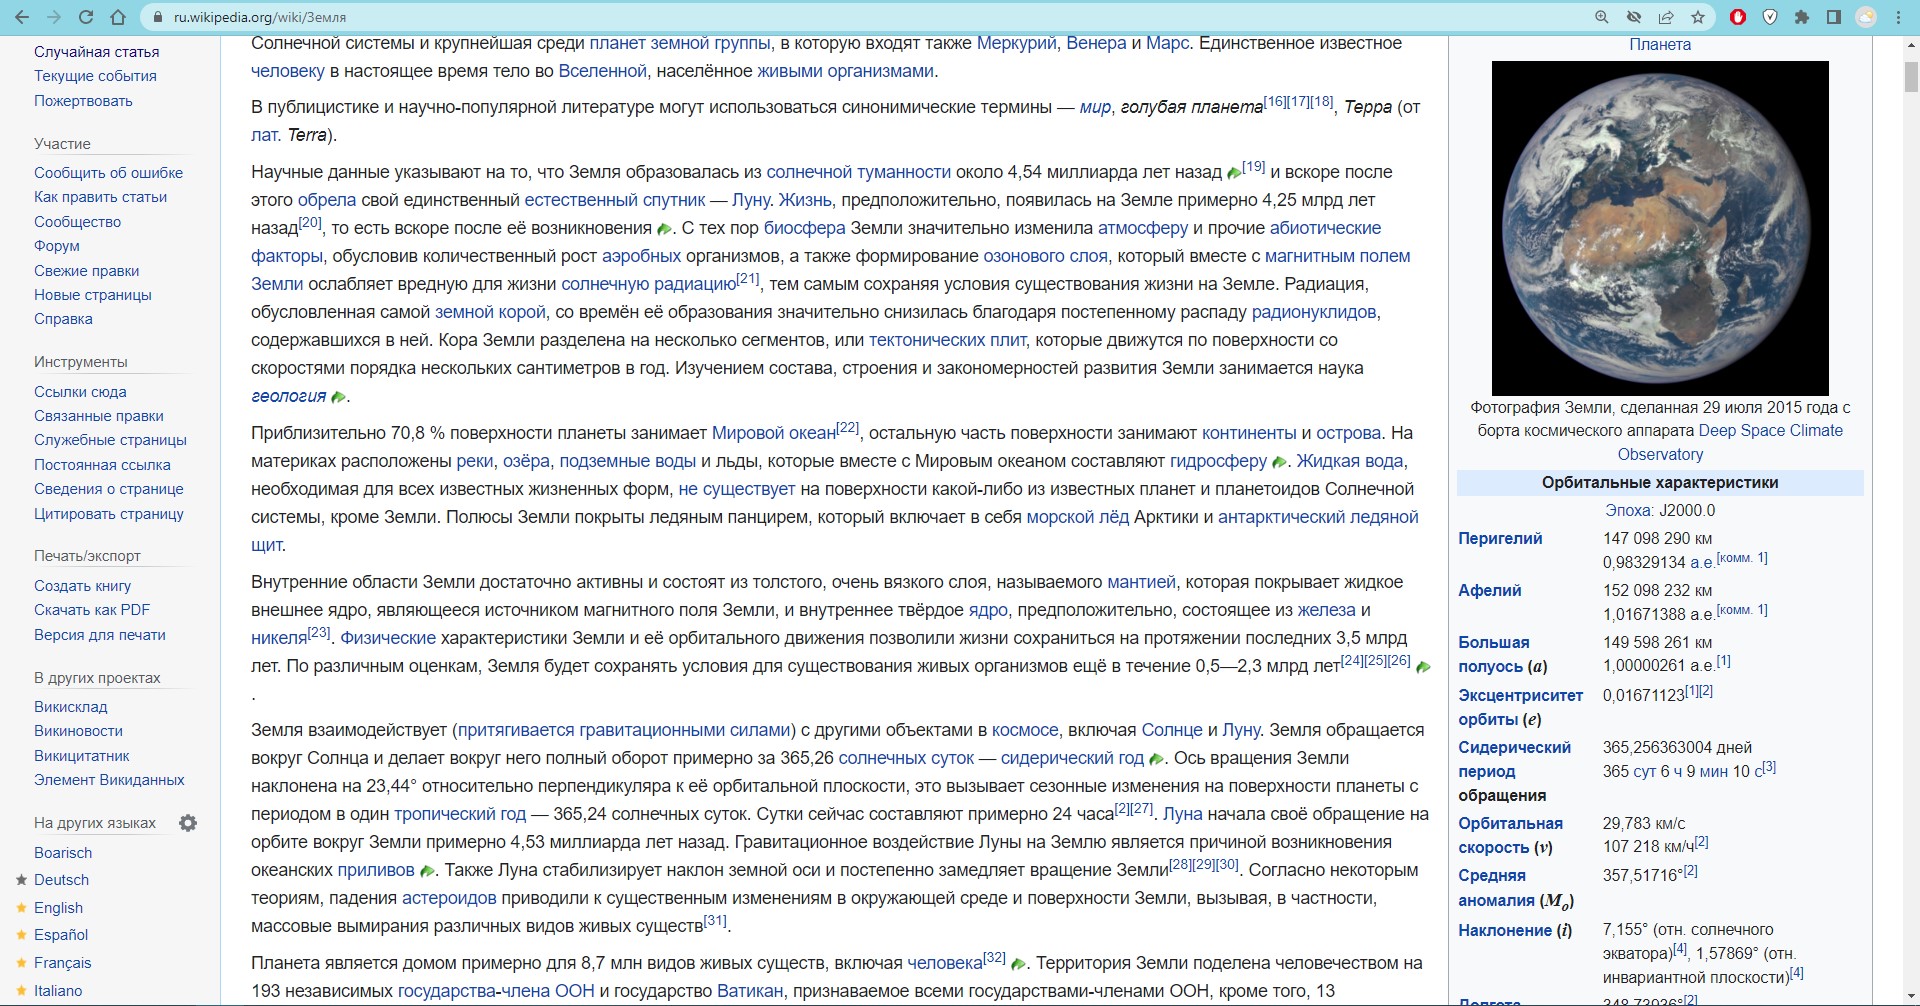 ru.wikipedia.org/wiki/Земля
Случайная статья
Текущие события
Пожертвовать
Участие
Сообщить об ошибке
Как править статьи
Сообщество
Форум
Свежие правки
Новые страницы
Справка
Инструменты
Ссылки сюда
Связанные правки
Служебные страницы
Постоянная ссылка
Сведения о странице
Цитировать страницу
Печать/экспорт
Создать книгу
Скачать как PDF
Версия для печати
В других проектах
Викисклад
Викиновости
Викицитатник
Элемент Викиданных
На других языках
Boarisch
Deutsch
English
Español
Français
Italiano
Солнечной системы и крупнейшая среди планет земной группы, в которую входят также Меркурий, Венера и Марс. Единственное известное
человеку в настоящее время тело во Вселенной, населённое живыми организмами.
В публицистике и научно-популярной литературе могут использоваться синонимические термины — мир, голубая планета[16][17][18], Терра (от
лат. Terra).
Научные данные указывают на то, что Земля образовалась из солнечной туманности около 4,54 миллиарда лет назад [19] и вскоре после
этого обрела свой единственный естественный спутник — Луну. Жизнь, предположительно, появилась на Земле примерно 4,25 млрд лет
назад[20], то есть вскоре после её возникновения . С тех пор биосфера Земли значительно изменила атмосферу и прочие абиотические
факторы, обусловив количественный рост аэробных организмов, а также формирование озонового слоя, который вместе с магнитным полем
Земли ослабляет вредную для жизни солнечную радиацию[21], тем самым сохраняя условия существования жизни на Земле. Радиация,
обусловленная самой земной корой, со времён её образования значительно снизилась благодаря постепенному распаду радионуклидов,
содержавшихся в ней. Кора Земли разделена на несколько сегментов, или тектонических плит, которые движутся по поверхности со
скоростями порядка нескольких сантиметров в год. Изучением состава, строения и закономерностей развития Земли занимается наука
геология .
Приблизительно 70,8 % поверхности планеты занимает Мировой океан[22], остальную часть поверхности занимают континенты и острова. На
материках расположены реки, озёра, подземные воды и льды, которые вместе с Мировым океаном составляют гидросферу . Жидкая вода,
необходимая для всех известных жизненных форм, не существует на поверхности какой-либо из известных планет и планетоидов Солнечной
системы, кроме Земли. Полюсы Земли покрыты ледяным панцирем, который включает в себя морской лёд Арктики и антарктический ледяной
щит.
Внутренние области Земли достаточно активны и состоят из толстого, очень вязкого слоя, называемого мантией, которая покрывает жидкое
внешнее ядро, являющееся источником магнитного поля Земли, и внутреннее твёрдое ядро, предположительно, состоящее из железа и
никеля[23]. Физические характеристики Земли и её орбитального движения позволили жизни сохраниться на протяжении последних 3,5 млрд
лет. По различным оценкам, Земля будет сохранять условия для существования живых организмов ещё в течение 0,5—2,3 млрд лет[24][25][26]
.
Земля взаимодействует (притягивается гравитационными силами) с другими объектами в космосе, включая Солнце и Луну. Земля обращается
вокруг Солнца и делает вокруг него полный оборот примерно за 365,26 солнечных суток — сидерический год . Ось вращения Земли
наклонена на 23,44° относительно перпендикуляра к её орбитальной плоскости, это вызывает сезонные изменения на поверхности планеты с
периодом в один тропический год — 365,24 солнечных суток. Сутки сейчас составляют примерно 24 часа[2][27]. Луна начала своё обращение на
орбите вокруг Земли примерно 4,53 миллиарда лет назад. Гравитационное воздействие Луны на Землю является причиной возникновения
океанских приливов . Также Луна стабилизирует наклон земной оси и постепенно замедляет вращение Земли[28][29][30]. Согласно некоторым
теориям, падения астероидов приводили к существенным изменениям в окружающей среде и поверхности Земли, вызывая, в частности,
массовые вымирания различных видов живых существ[31].
Планета является домом примерно для 8,7 млн видов живых существ, включая человека[32] . Территория Земли поделена человечеством на
193 независимых государства-члена ООН и государство Ватикан, признаваемое всеми государствами-членами ООН, кроме того, 13
Планета
Фотография Земли, сделанная 29 июля 2015 года с
борта космического аппарата Deep Space Climate
Observatory
Орбитальные характеристики
Эпоха: J2000.0
Перигелий 147 098 290 км
0,98329134 а.е.[комм. 1]
Афелий 152 098 232 км
1,01671388 а.е.[комм. 1]
Большая 149 598 261 км
полуось (a) 1,00000261 а.е.[1]
Эксцентриситет 0,01671123[1][2]
орбиты (e)
Сидерический 365,256363004 дней
период 365 сут 6 ч 9 мин 10 с[3]
обращения
Орбитальная 29,783 км/с
скорость (v) 107 218 км/ч[2]
Средняя 357,51716°[2]
аномалия (Mo)
Наклонение (i) 7,155° (отн. солнечного
экватора)[4], 1,57869° (отн.
инвариантной плоскости)[4]
Долгота 348,73936°[2]